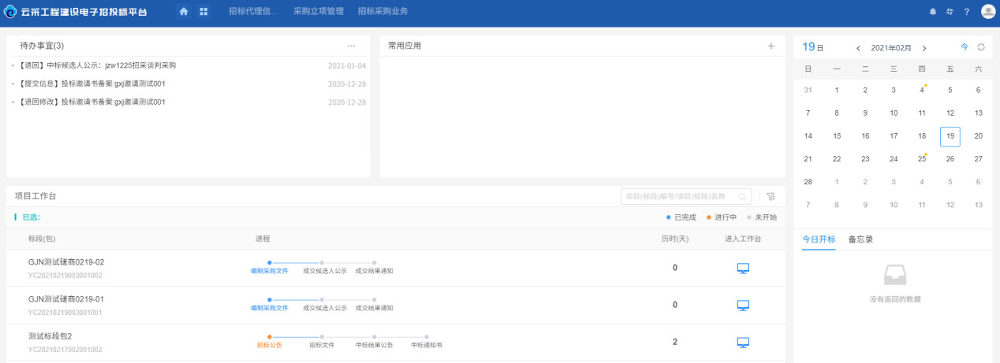 云采工程建设电子招投标平台
招标代理信... 采购立项管理 招标采购业务
待办事宜(3)
【退回】中标候选人公示: jzw1225招采谈判采购 2021-01-04
【提交信息】投标邀请书备案:gxj邀请测试001 2020-12-28
【退回修改】投标邀请书备案:gxj邀请测试001 2020-12-28
常用应用
19日
2021年02月 今
日 一 二 三 四 五 六
31 1 2 3 4 5 6
7 8 9 10 11 12 13
14 15 16 17 18 19 20
21 22 23 24 25 26 27
28 1 2 3 4 5 6
7 8 9 10 11 12 13
今日开标 备忘录
没有返回的数据
项目工作台
项目(标段)编号/项目(标段)名称
已选:
已完成 进行中 未开始
标段(包) 进程 历时(天) 进入工作台
GJN测试磋商0219-02
YC20210219003001002
编制采购文件 成交候选人公示 成交结果通知
0
GJN测试磋商0219-01
YC20210219003001001
编制采购文件 成交候选人公示 成交结果通知
0
测试标段包2
YC20210217002001002
招标公告 招标文件 中标结果公告 中标通知书
2